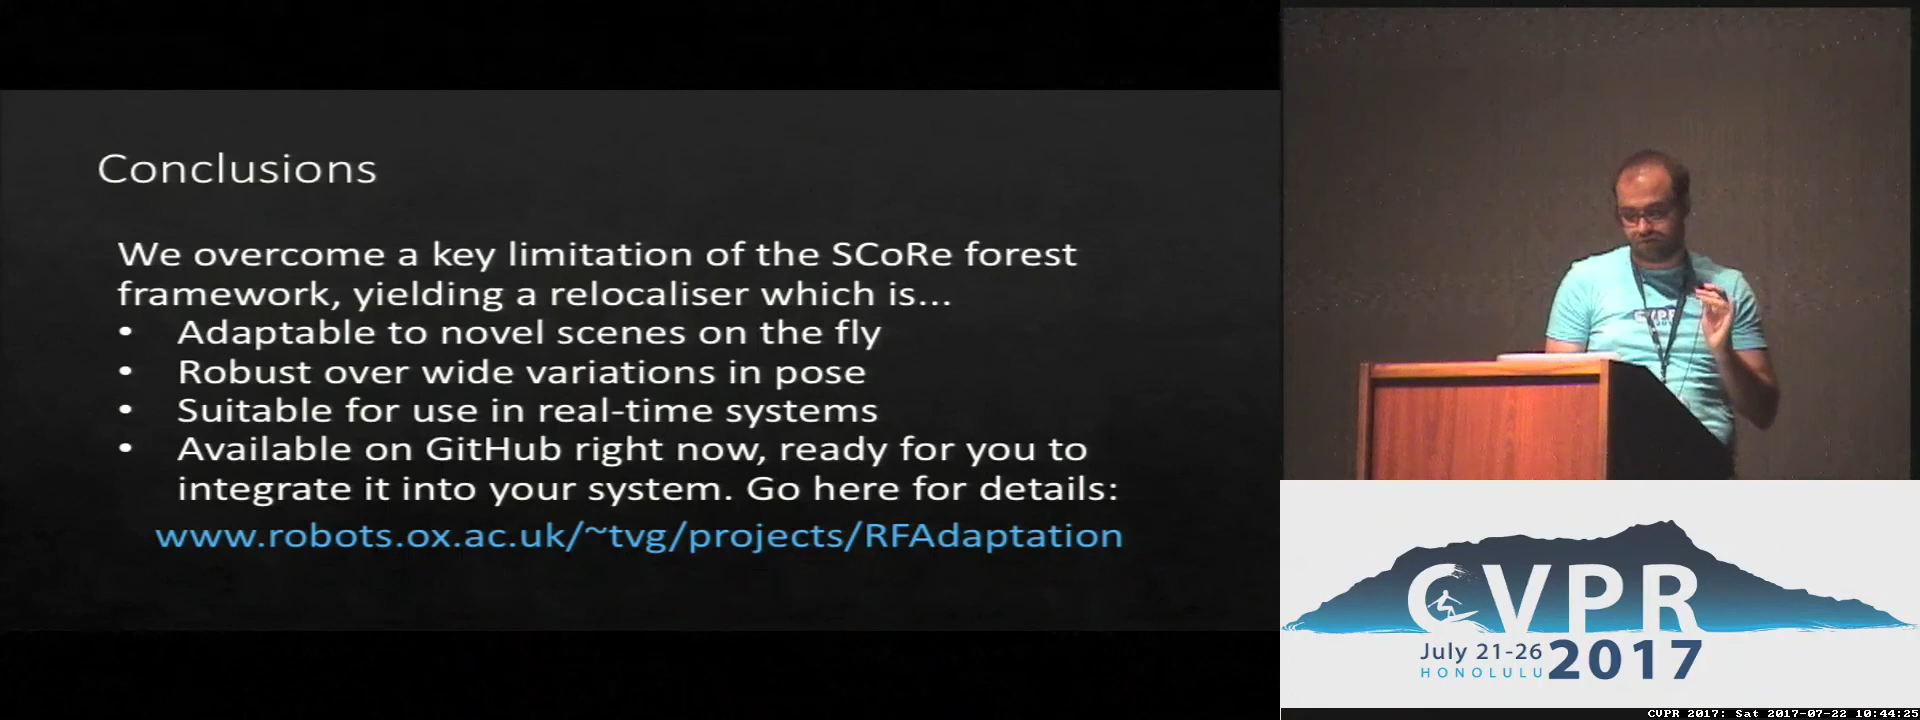 Conclusions
We overcome a key limitation of the SCoRe forest
framework, yielding a relocaliser which is...
• Adaptable to novel scenes on the fly
• Robust over wide variations in pose
• Suitable for use in real-time systems
• Available on GitHub right now, ready for you to
integrate it into your system. Go here for details:
www.robots.ox.ac.uk/~tvg/projects/RFAdaptation
CVPR
CVPR
July 21-26
2017
HONOLULU
CVPR 2017: Sat 2017-07-22 10:44:25